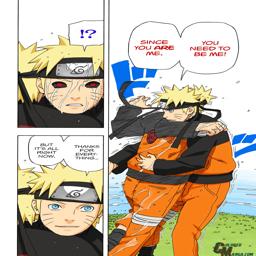 !?
SINCE
YOU ARE
ME,
YOU
NEED TO
BE ME!
BUT
IT'S ALL
RIGHT
NOW.
THANKS
FOR
EVERY-
THING...